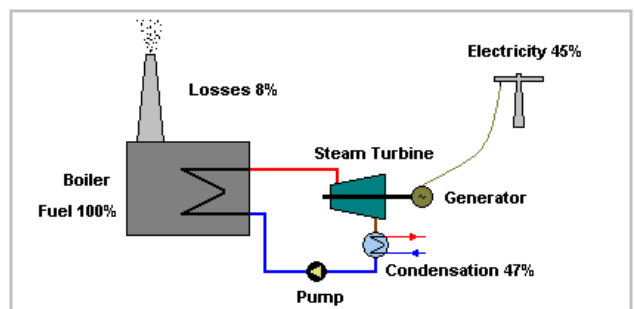 Electricity 45%
Losses 8%
Steam Turbine
Boiler
Fuel 100%
Generator
Condensation 47%
Pump